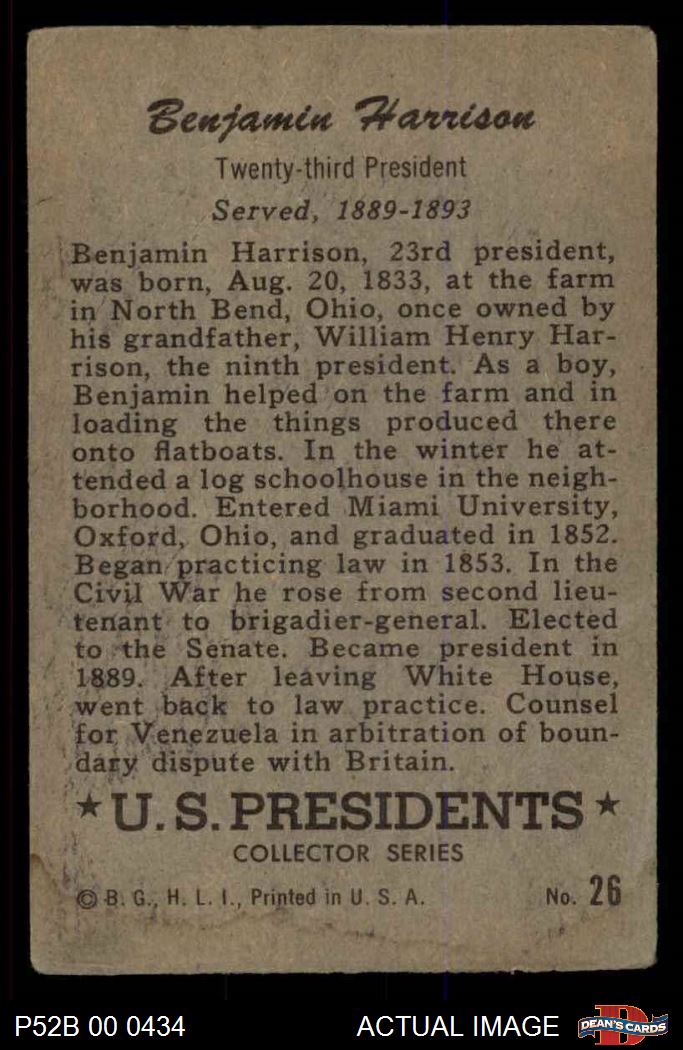 Benjamin Harrison
Twenty-third President
Served, 1889-1893
Benjamin Harrison, 23rd president,
was born, Aug. 20, 1833, at the farm
in North Bend, Ohio, once owned by
his grandfather, William Henry Har-
rison, the ninth president. As a boy,
Benjamin helped on the farm and in
loading the things produced there
onto flatboats. In the winter he at-
tended a log schoolhouse in the neigh-
borhood. Entered Miami University,
Oxford, Ohio, and graduated in 1852.
Began practicing law in 1853. In the
Civil War he rose from second lieu-
tenant to brigadier-general. Elected
to the Senate. Became president in
1889. After leaving White House,
went back to law practice. Counsel
for Venezuela in arbitration of boun-
dary dispute with Britain.
★ U.S. PRESIDENTS ★
COLLECTOR SERIES
© B. G., H. L. I., Printed in U. S. A. No. 26
P52B 00 0434 ACTUAL IMAGE DEAN'S CARDS